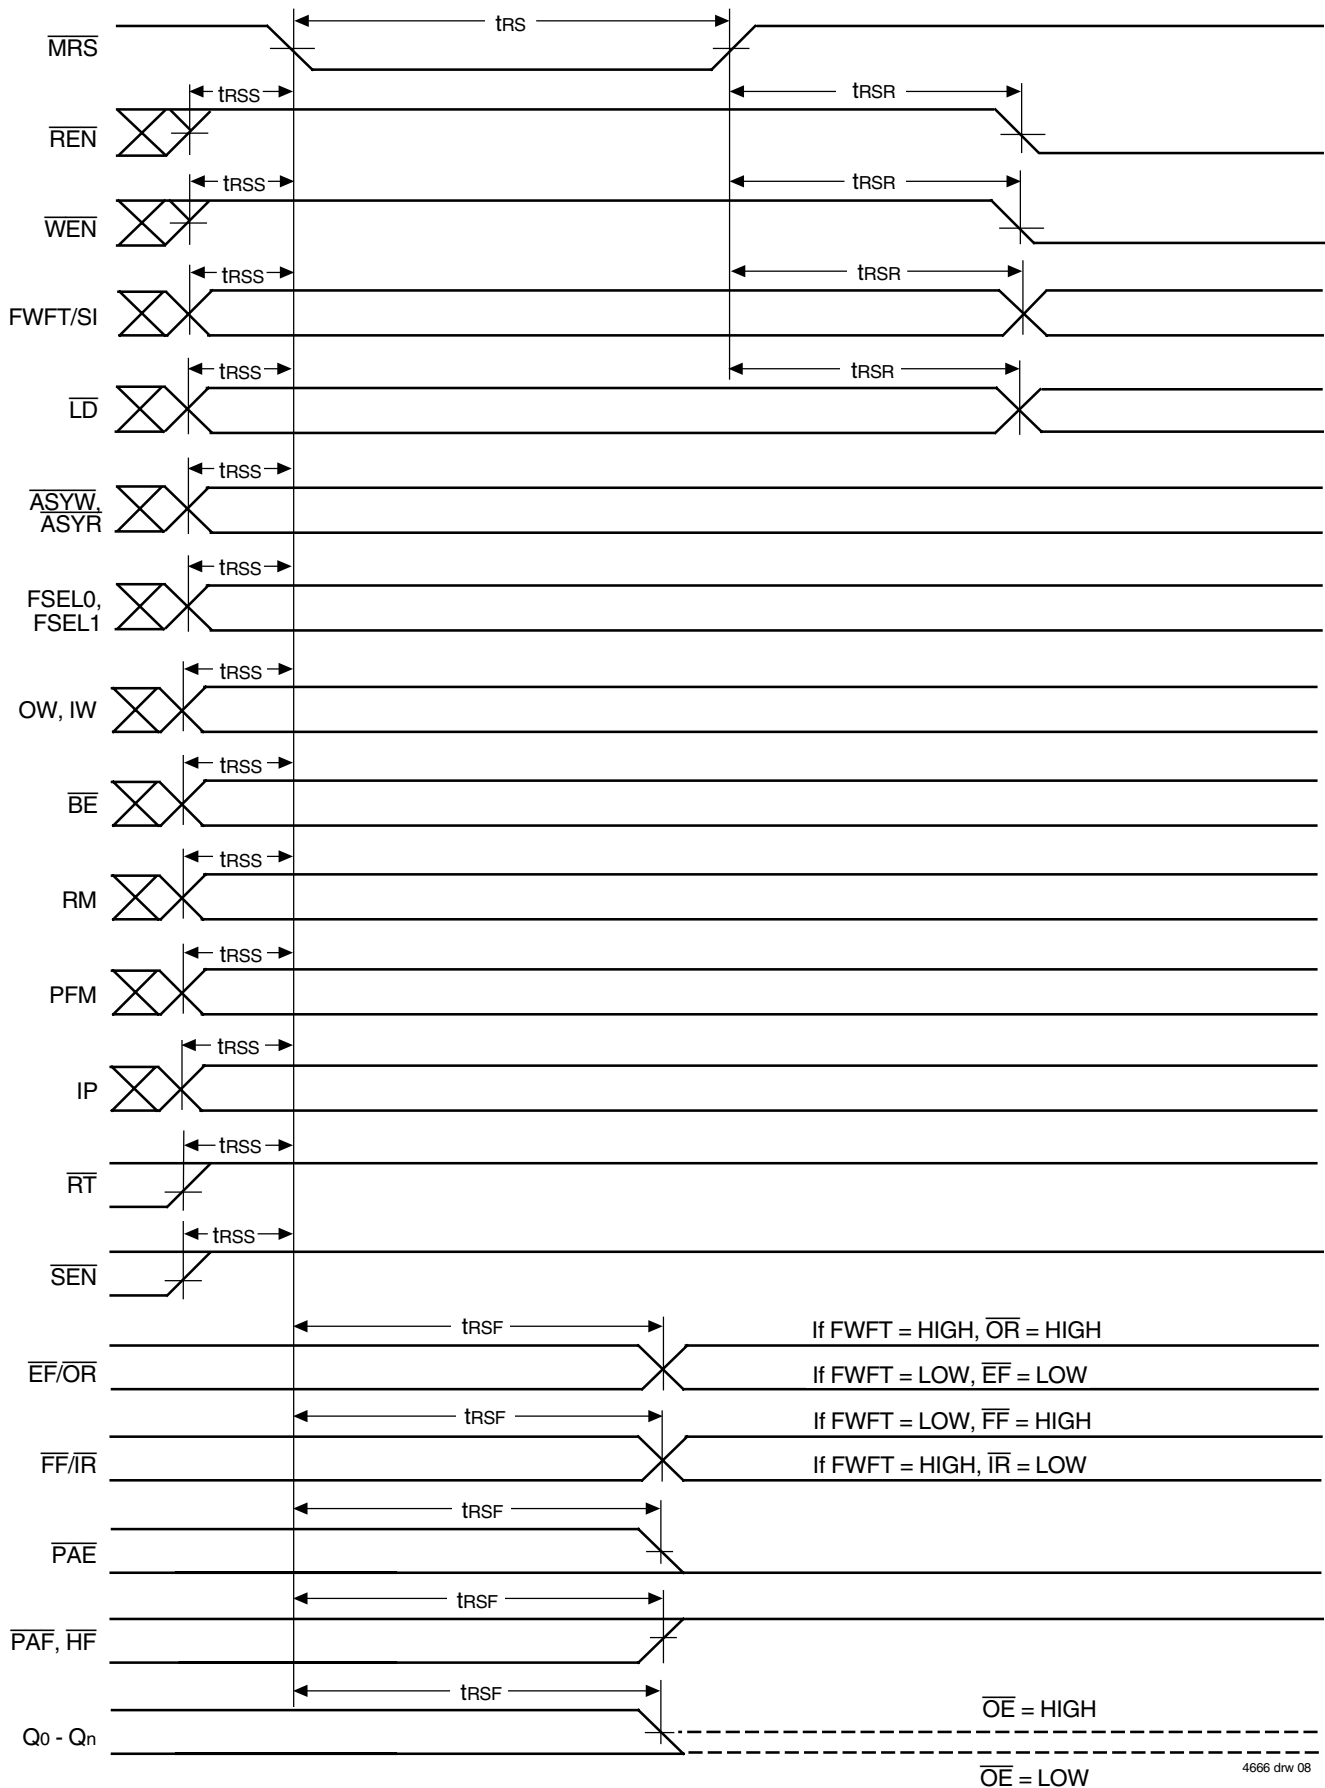 tRS
MRS
tRSS
tRSR
REN
tRSS
tRSR
WEN
tRSS
tRSR
FWFT/SI
tRSS
tRSR
LD
tRSS
ASYW,
ASYR
tRSS
FSEL0,
FSEL1
tRSS
OW, IW
tRSS
BE
tRSS
RM
tRSS
PFM
tRSS
IP
tRSS
RT
tRSS
SEN
tRSF
If FWFT = HIGH, OR = HIGH
EF/OR
If FWFT = LOW, EF = LOW
tRSF
If FWFT = LOW, FF = HIGH
FF/IR
If FWFT = HIGH, IR = LOW
tRSF
PAE
tRSF
PAF, HF
tRSF
OE = HIGH
Q0 - Qn
OE = LOW
4666 drw 08